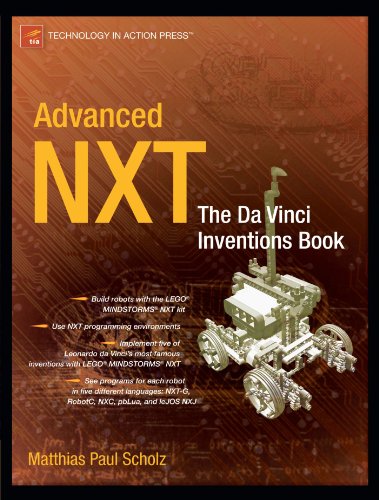 tia
TECHNOLOGY IN ACTION PRESS™
Advanced
NXT
The Da Vinci
Inventions Book
Build robots with the LEGO®
MINDSTORMS® NXT kit
Use NXT programming environments
Implement five of
Leonardo da Vinci's most famous
inventions with LEGO® MINDSTORMS® NXT
See programs for each robot
in five different languages: NXT-G,
RobotC, NXC, pbLua, and leJOS NXJ
Matthias Paul Scholz